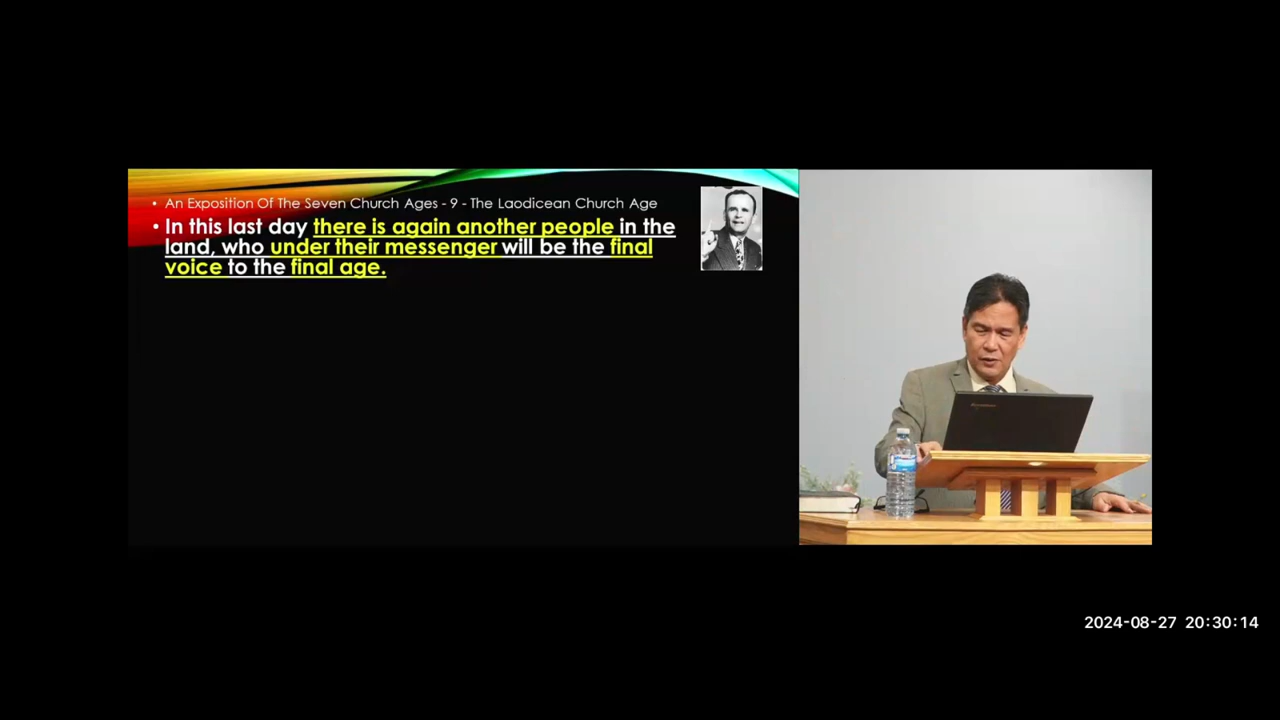 • An Exposition Of The Seven Church Ages - 9 - The Laodicean Church Age
• In this last day there is again another people in the
land, who under their messenger will be the final
voice to the final age.
2024-08-27 20:30:14